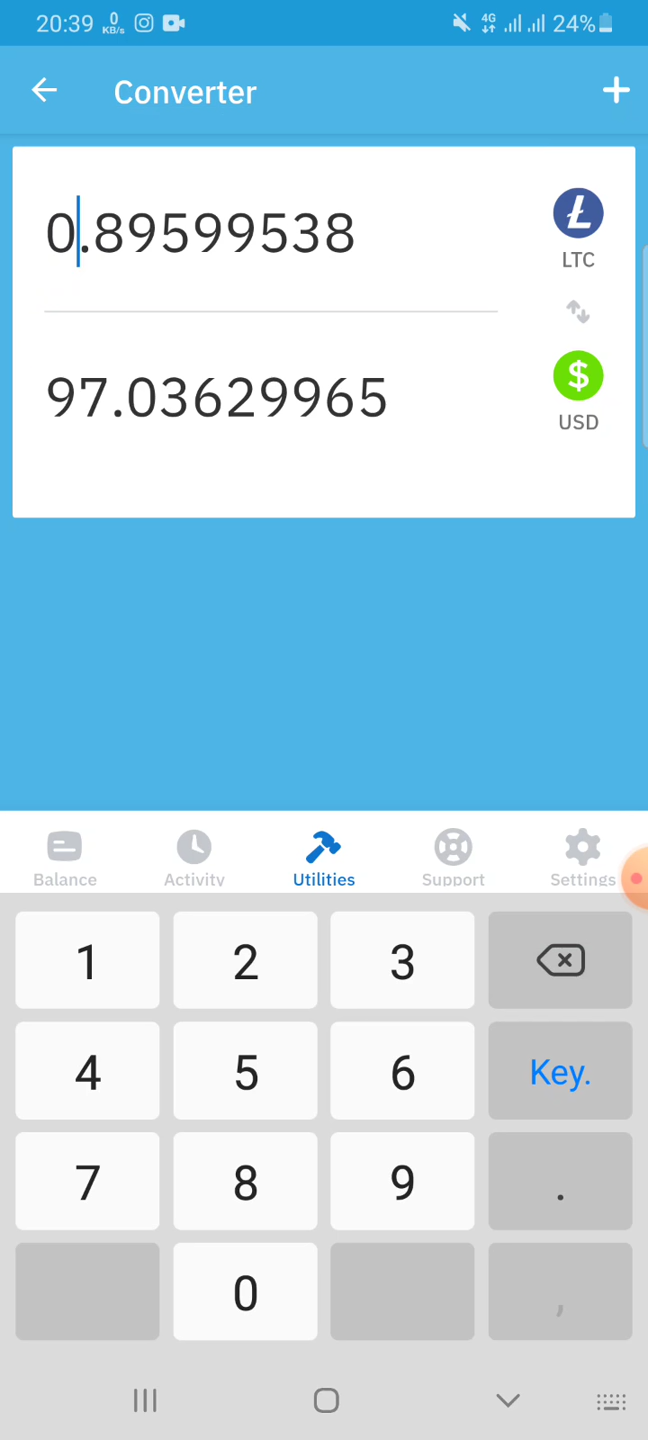 20:39 0 KB/s 4G 24%
Converter
0.89599538
LTC
97.03629965
$
USD
Balance Activity Utilities Support Settings
1 2 3
4 5 6 Key.
7 8 9 .
0 ,